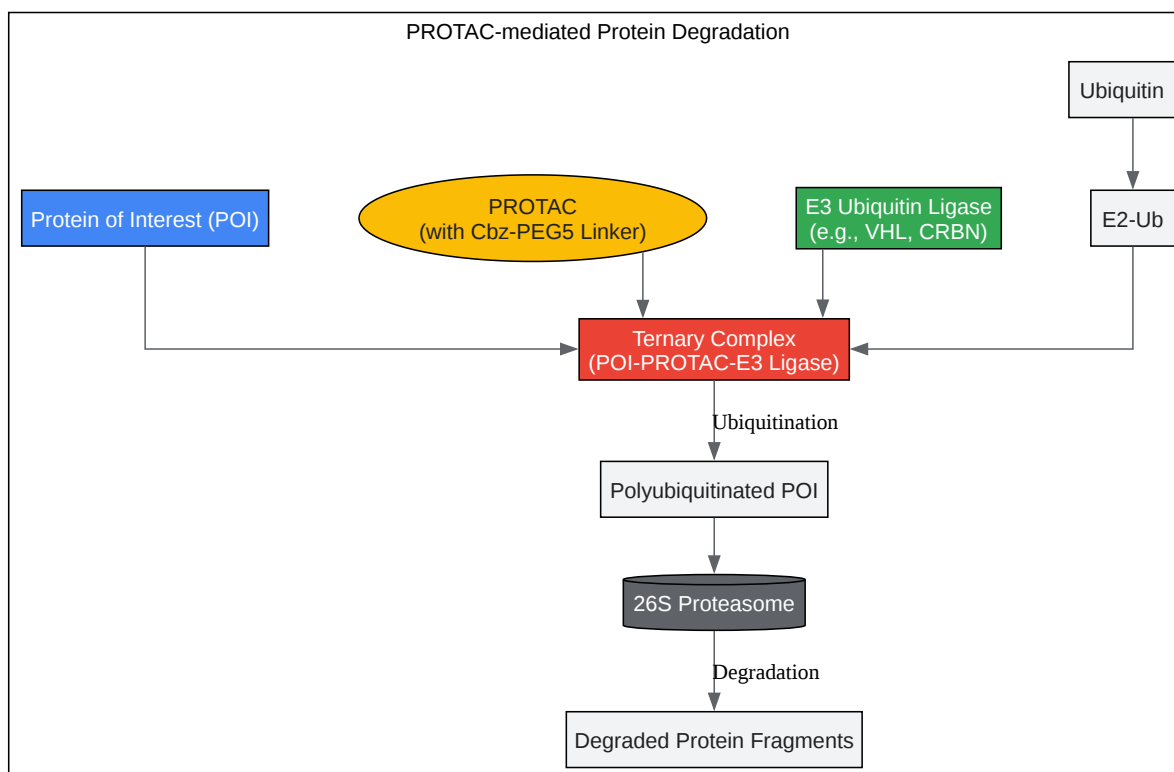 PROTAC-mediated Protein Degradation
Ubiquitin
Protein of Interest (POI)
PROTAC
(with Cbz-PEG5 Linker)
E3 Ubiquitin Ligase
(e.g., VHL, CRBN)
E2-Ub
Ternary Complex
(POI-PROTAC-E3 Ligase)
Ubiquitination
Polyubiquitinated POI
26S Proteasome
Degradation
Degraded Protein Fragments